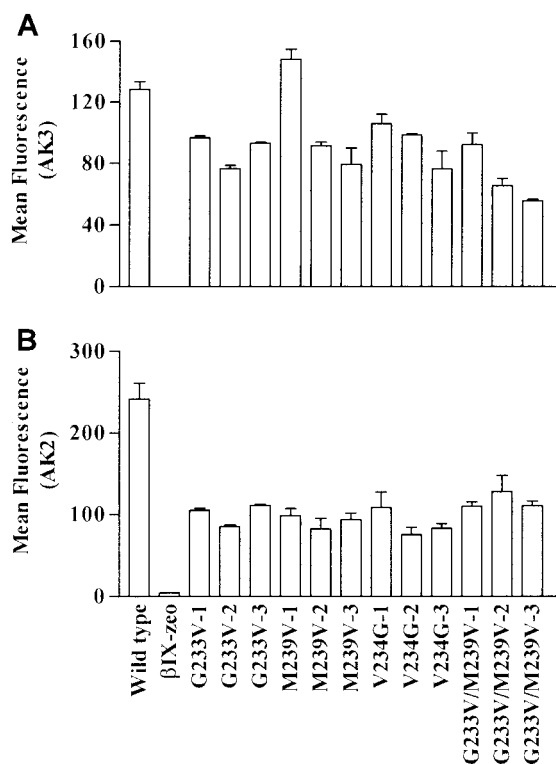 A
Mean Fluorescence
(AK3)
160
120
80
40
0
B
Mean Fluorescence
(AK2)
300
200
100
0
Wild type
βIX-zeo
G233V-1
G233V-2
G233V-3
M239V-1
M239V-2
M239V-3
V234G-1
V234G-2
V234G-3
G233V/M239V-1
G233V/M239V-2
G233V/M239V-3